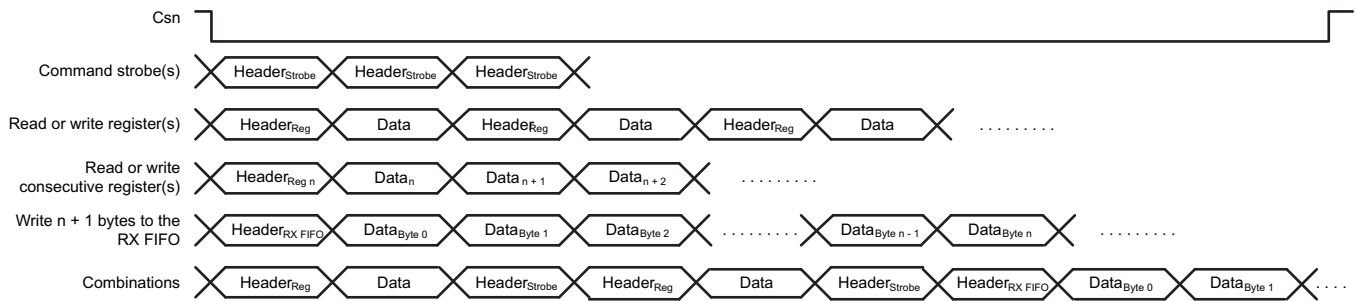 Csn
Command strobe(s) HeaderStrobe HeaderStrobe HeaderStrobe
Read or write register(s) HeaderReg Data HeaderReg Data HeaderReg Data . . . . . . . . .
Read or write
consecutive register(s) HeaderReg n Datan Datan + 1 Datan + 2 . . . . . . . . .
Write n + 1 bytes to the
RX FIFO HeaderRX FIFO DataByte 0 DataByte 1 DataByte 2 . . . . . . . . . DataByte n - 1 DataByte n . . . . . . . . .
Combinations HeaderReg Data HeaderStrobe HeaderReg Data HeaderStrobe HeaderRX FIFO DataByte 0 DataByte 1 . . . .